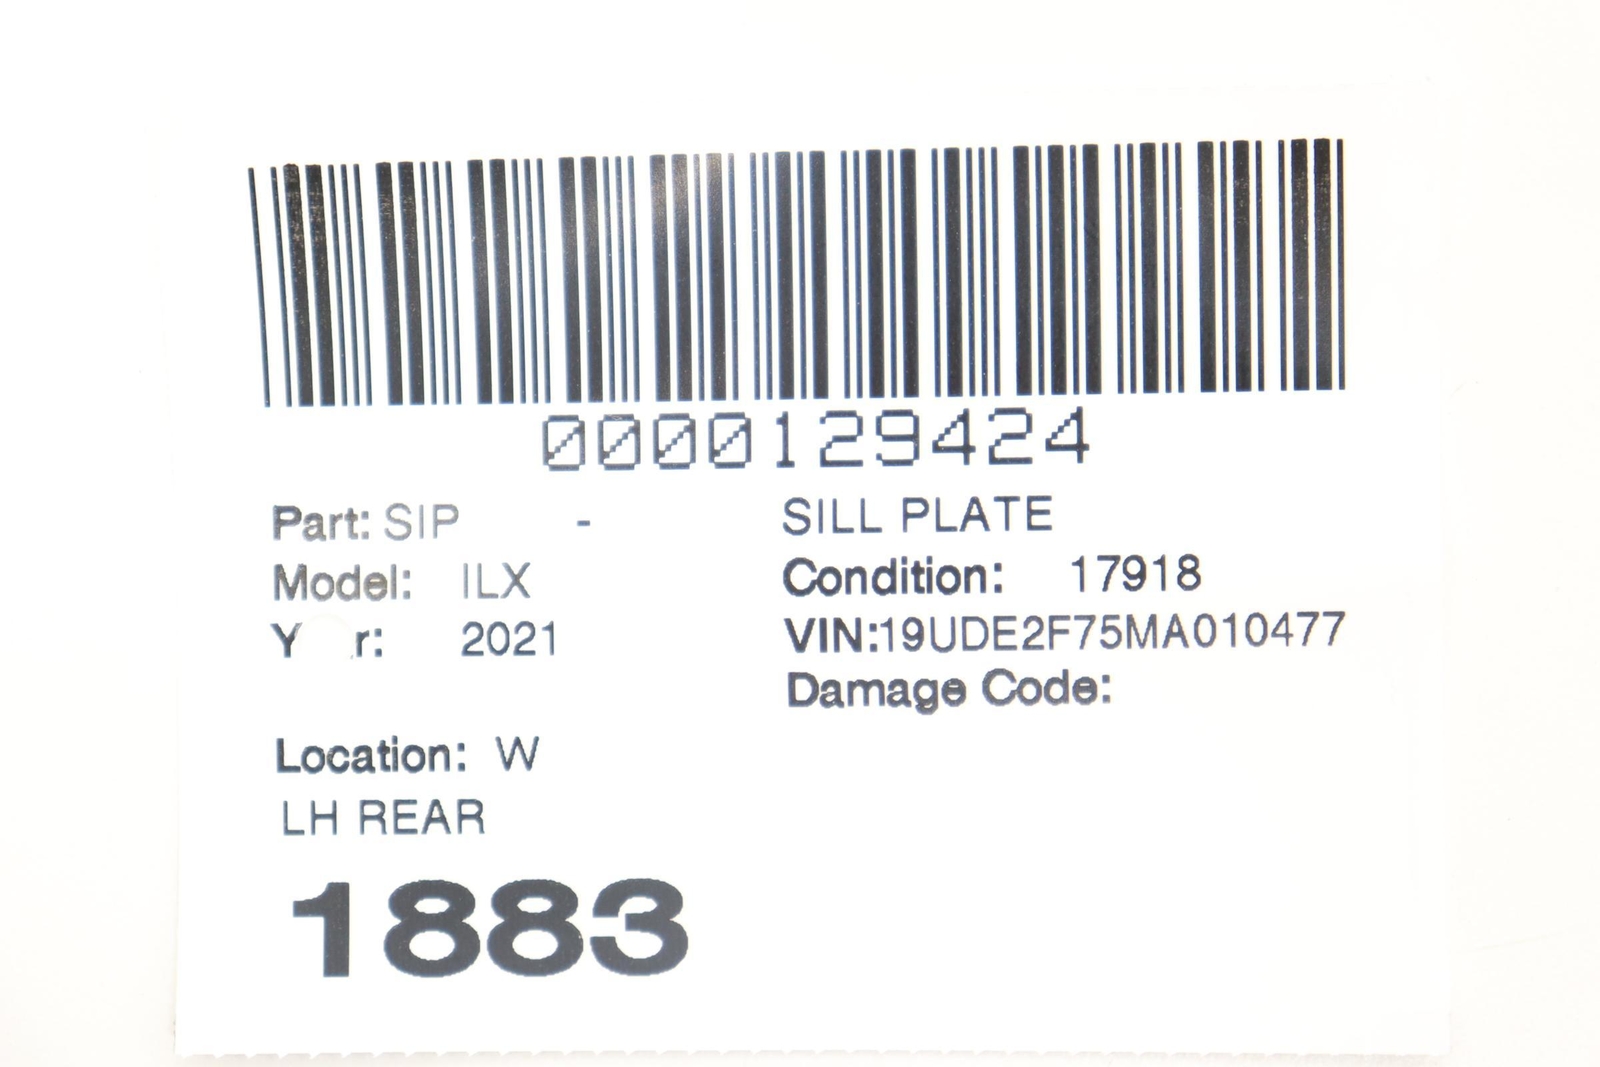 0000129424
Part: SIP - SILL PLATE
Model: ILX Condition: 17918
Y r: 2021 VIN:19UDE2F75MA010477
Damage Code:
Location: W
LH REAR
1883